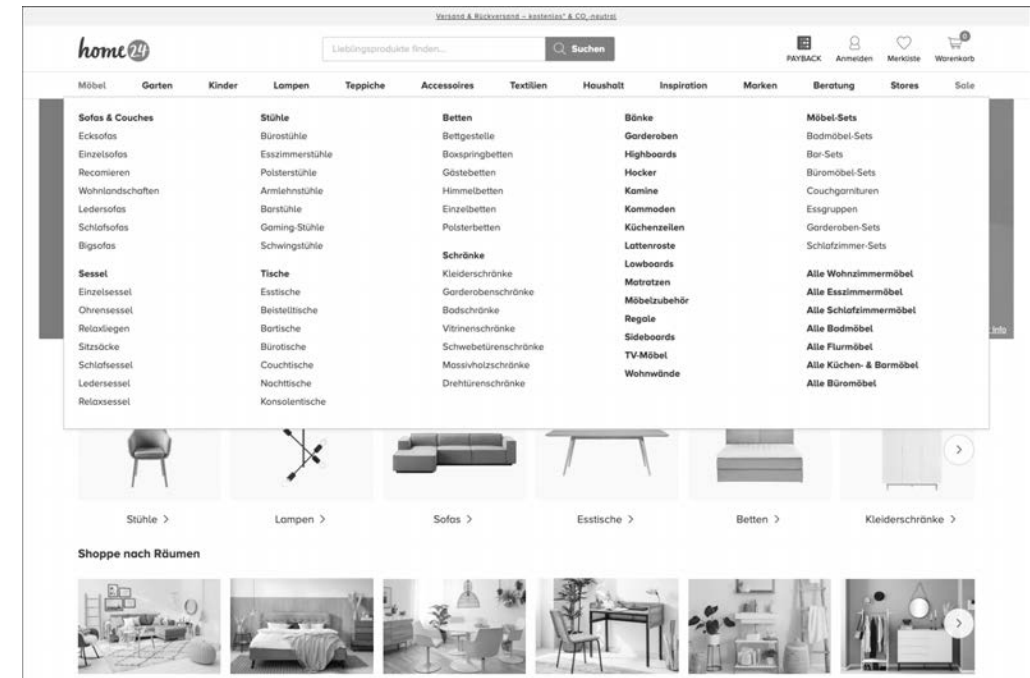 Versand & Rückversand – kostenlos* & CO₂-neutral
home24
Lieblingsprodukte finden...
Suchen
0
PAYBACK Anmelden Merkliste Warenkorb
Möbel Garten Kinder Lampen Teppiche Accessoires Textilien Haushalt Inspiration Marken Beratung Stores Sale
Sofas & Couches
Ecksofas
Einzelsofas
Recamieren
Wohnlandschaften
Ledersofas
Schlafsofas
Bigsofas
Sessel
Einzelsessel
Ohrensessel
Relaxliegen
Sitzsäcke
Schlafsessel
Ledersessel
Relaxsessel
Stühle
Bürostühle
Esszimmerstühle
Polsterstühle
Armlehnstühle
Barstühle
Gaming-Stühle
Schwingstühle
Tische
Esstische
Beistelltische
Bartische
Bürotische
Couchtische
Nachttische
Konsolentische
Betten
Bettgestelle
Boxspringbetten
Gästebetten
Himmelbetten
Einzelbetten
Polsterbetten
Schränke
Kleiderschränke
Garderobenschränke
Badschränke
Vitrinenschränke
Schwebetürenschränke
Massivholzschränke
Drehtürenschränke
Bänke
Garderoben
Highboards
Hocker
Kamine
Kommoden
Küchenzeilen
Lattenroste
Lowboards
Matratzen
Möbelzubehör
Regale
Sideboards
TV-Möbel
Wohnwände
Möbel-Sets
Badmöbel-Sets
Bar-Sets
Büromöbel-Sets
Couchgarnituren
Essgruppen
Garderoben-Sets
Schlafzimmer-Sets
Alle Wohnzimmermöbel
Alle Esszimmermöbel
Alle Schlafzimmermöbel
Alle Badmöbel
Alle Flurmöbel
Alle Küchen- & Barmöbel
Alle Büromöbel
Info
Stühle > Lampen > Sofas > Esstische > Betten > Kleiderschränke >
Shoppe nach Räumen